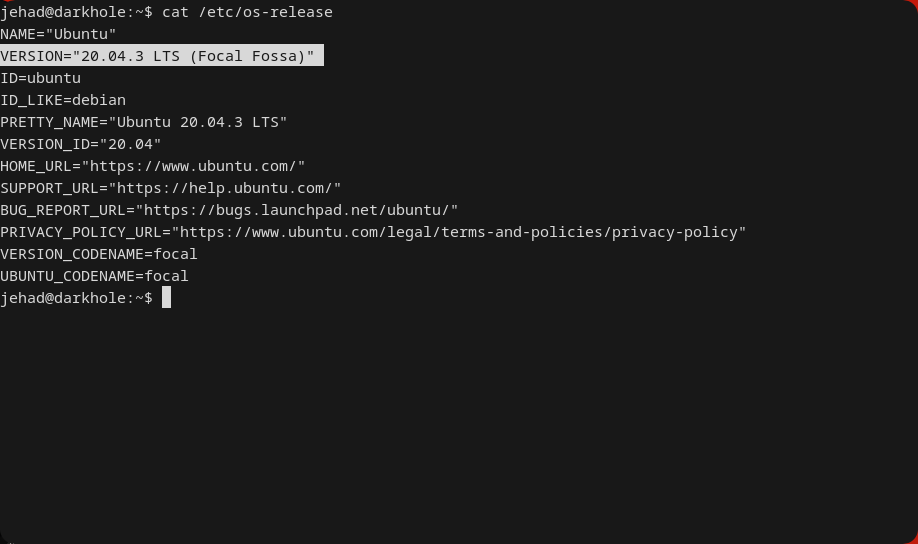 jehad@darkhole:~$ cat /etc/os-release
NAME="Ubuntu"
VERSION="20.04.3 LTS (Focal Fossa)"
ID=ubuntu
ID_LIKE=debian
PRETTY_NAME="Ubuntu 20.04.3 LTS"
VERSION_ID="20.04"
HOME_URL="https://www.ubuntu.com/"
SUPPORT_URL="https://help.ubuntu.com/"
BUG_REPORT_URL="https://bugs.launchpad.net/ubuntu/"
PRIVACY_POLICY_URL="https://www.ubuntu.com/legal/terms-and-policies/privacy-policy"
VERSION_CODENAME=focal
UBUNTU_CODENAME=focal
jehad@darkhole:~$